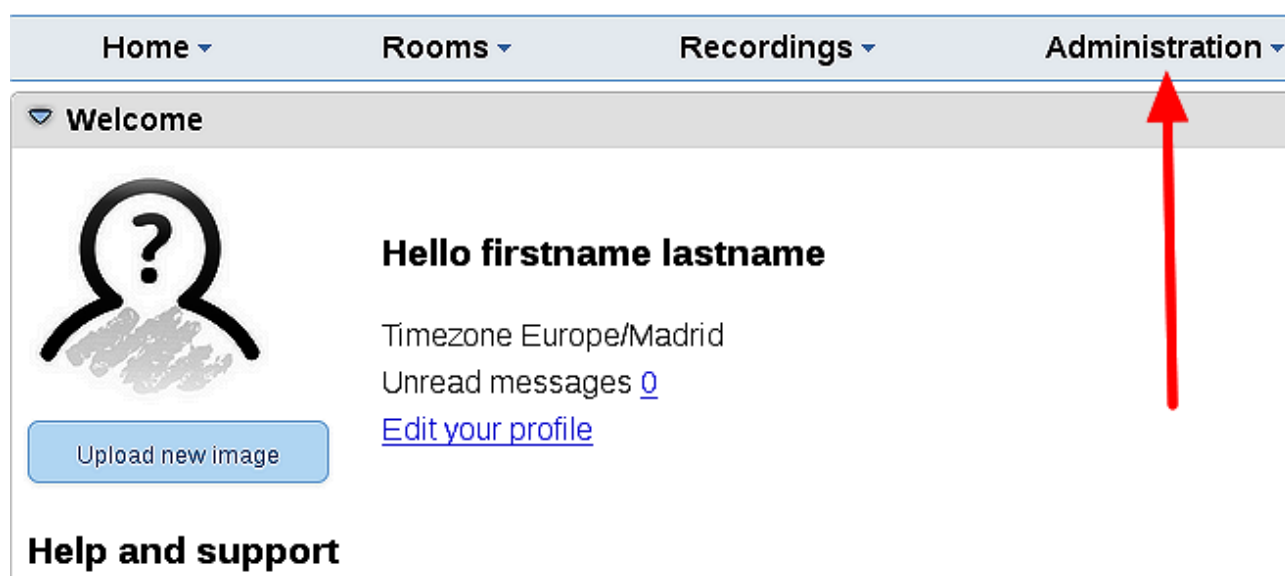 Home Rooms Recordings Administration
Welcome
?
Hello firstname lastname
Timezone Europe/Madrid
Unread messages 0
Edit your profile
Upload new image
Help and support